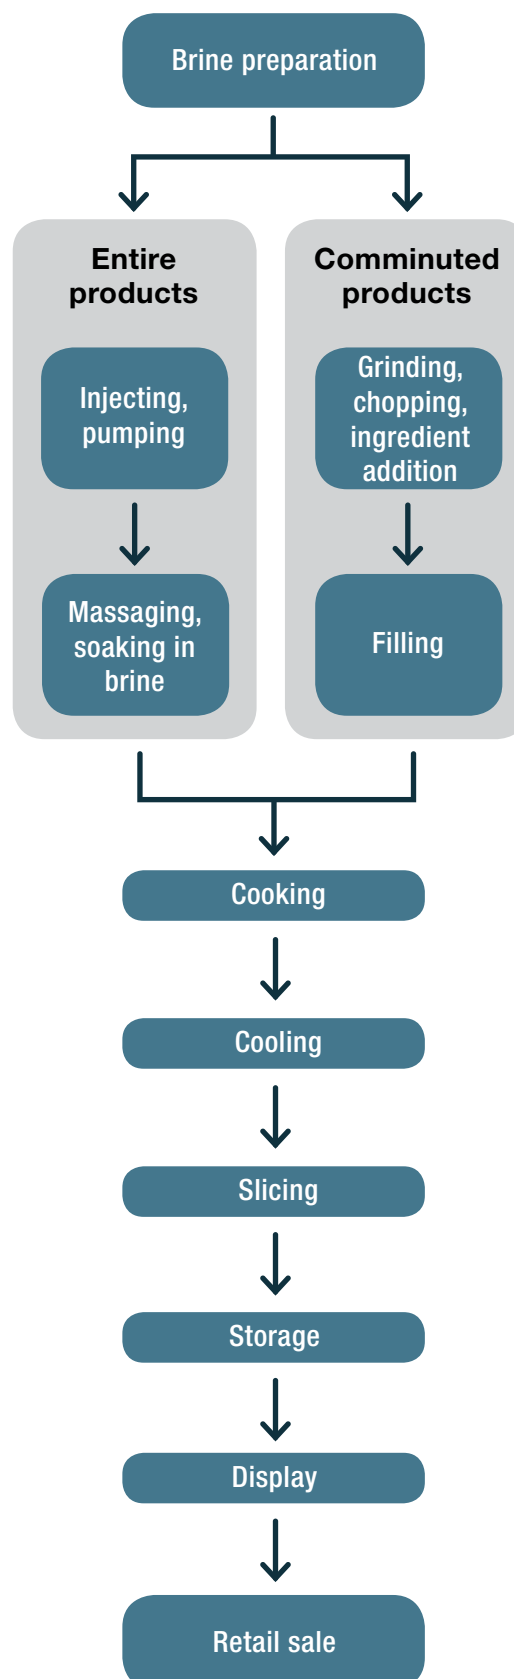 Brine preparation
Entire
products
Injecting,
pumping
Massaging,
soaking in
brine
Comminuted
products
Grinding,
chopping,
ingredient
addition
Filling
Cooking
Cooling
Slicing
Storage
Display
Retail sale